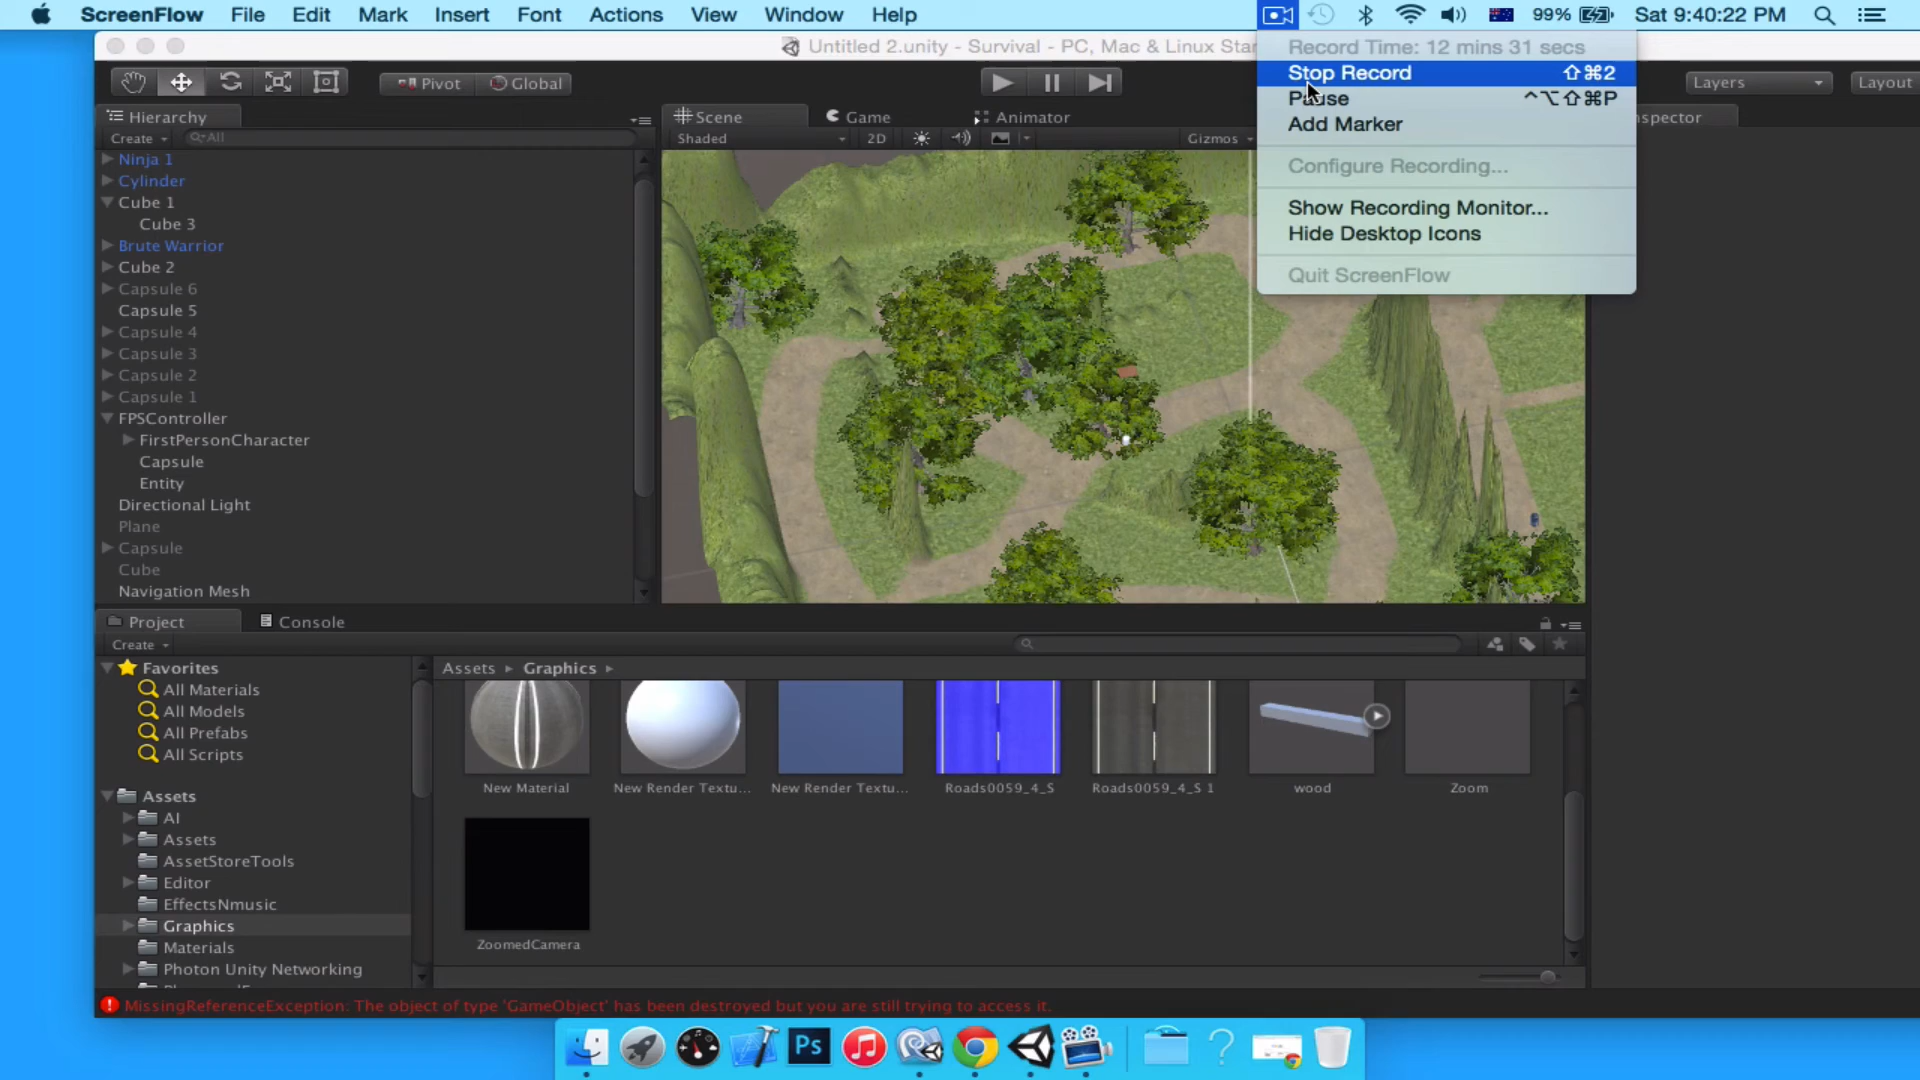 ScreenFlow File Edit Mark Insert Font Actions View Window Help 99% Sat 9:40:22 PM
Untitled 2.unity - Survival - PC, Mac & Linux Star
Record Time: 12 mins 31 secs
Stop Record ⇧⌘2
Pause ^⌥⇧⌘P
Add Marker
Configure Recording...
Show Recording Monitor...
Hide Desktop Icons
Quit ScreenFlow
Pivot Global Layers Layout
Hierarchy
Create All
Scene Game Animator
Shaded 2D Gizmos
nspector
Ninja 1
Cylinder
Cube 1
Cube 3
Brute Warrior
Cube 2
Capsule 6
Capsule 5
Capsule 4
Capsule 3
Capsule 2
Capsule 1
FPSController
FirstPersonCharacter
Capsule
Entity
Directional Light
Plane
Capsule
Cube
Navigation Mesh
Project Console
Create
Favorites
All Materials
All Models
All Prefabs
All Scripts
Assets
AI
Assets
AssetStoreTools
Editor
EffectsNmusic
Graphics
Materials
Photon Unity Networking
Assets ▸ Graphics ▸
New Material New Render Textu... New Render Textu... Roads0059_4_S Roads0059_4_S 1 wood Zoom
ZoomedCamera
MissingReferenceException: The object of type 'GameObject' has been destroyed but you are still trying to access it.
Ps